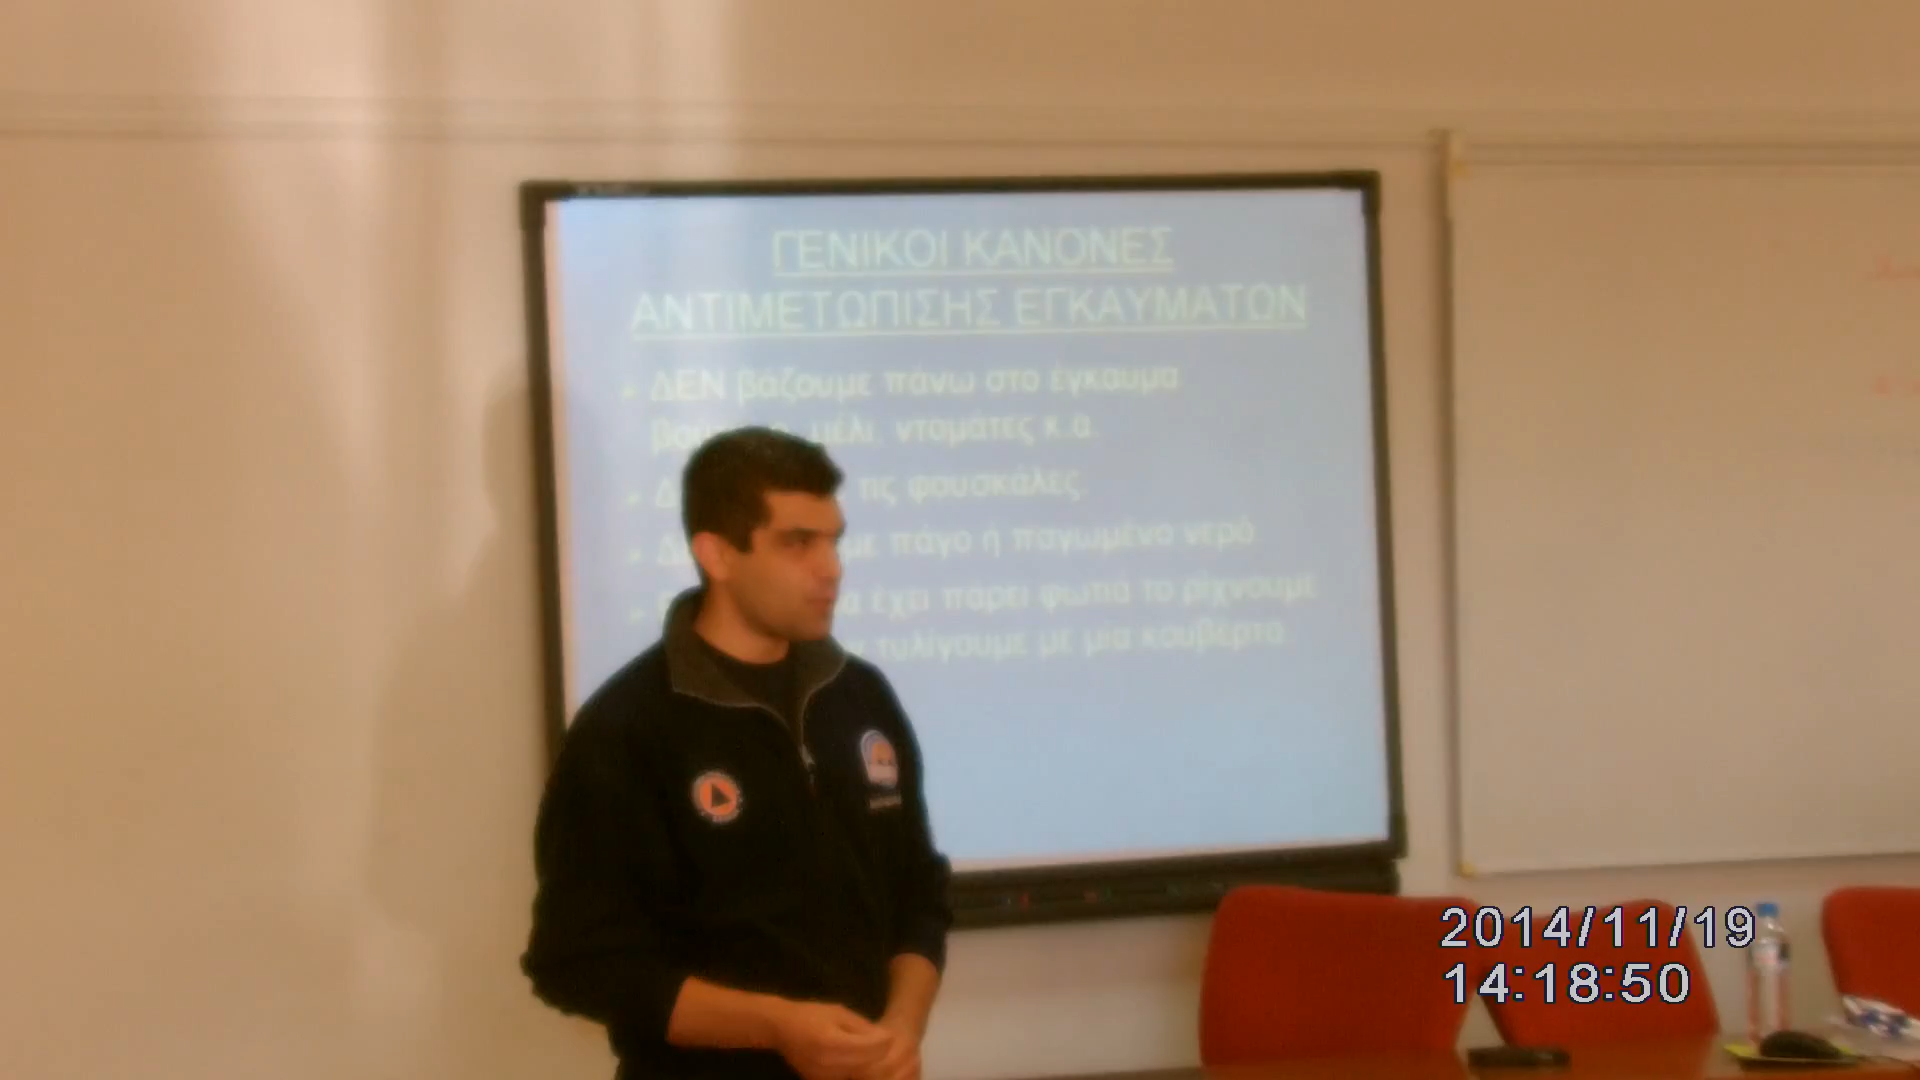 ΓΕΝΙΚΟΙ ΚΑΝΟΝΕΣ
ΑΝΤΙΜΕΤΩΠΙΣΗΣ ΕΓΚΑΥΜΑΤΩΝ
ΔΕΝ βάζουμε πάνω στο έγκαυμα
μέλι, ντομάτες κ.α.
τις φουσκάλες.
πάγο ή παγωμένο νερό.
έχει πάρει φωτιά το ρίχνουμε
τυλίγουμε με μια κουβέρτα.
2014/11/19
14:18:50